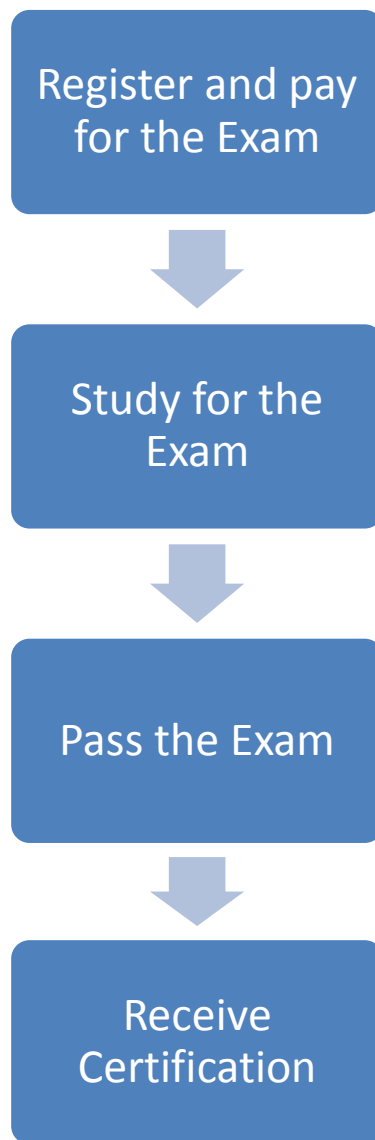 Register and pay
for the Exam
Study for the
Exam
Pass the Exam
Receive
Certification